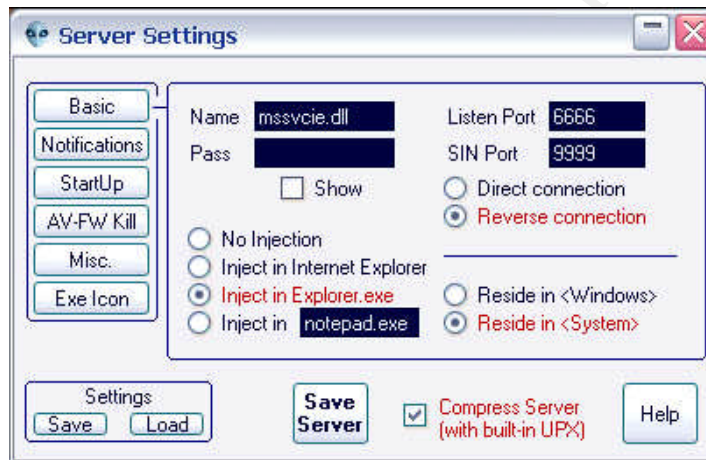 Server Settings
Basic
Notifications
StartUp
AV-FW Kill
Misc.
Exe Icon
Name mssvcie.dll
Pass
Show
Listen Port 6666
SIN Port 9999
Direct connection
Reverse connection
No Injection
Inject in Internet Explorer
Inject in Explorer.exe
Inject in notepad.exe
Reside in <Windows>
Reside in <System>
Settings
Save Load
Save
Server
Compress Server
(with built-in UPX)
Help